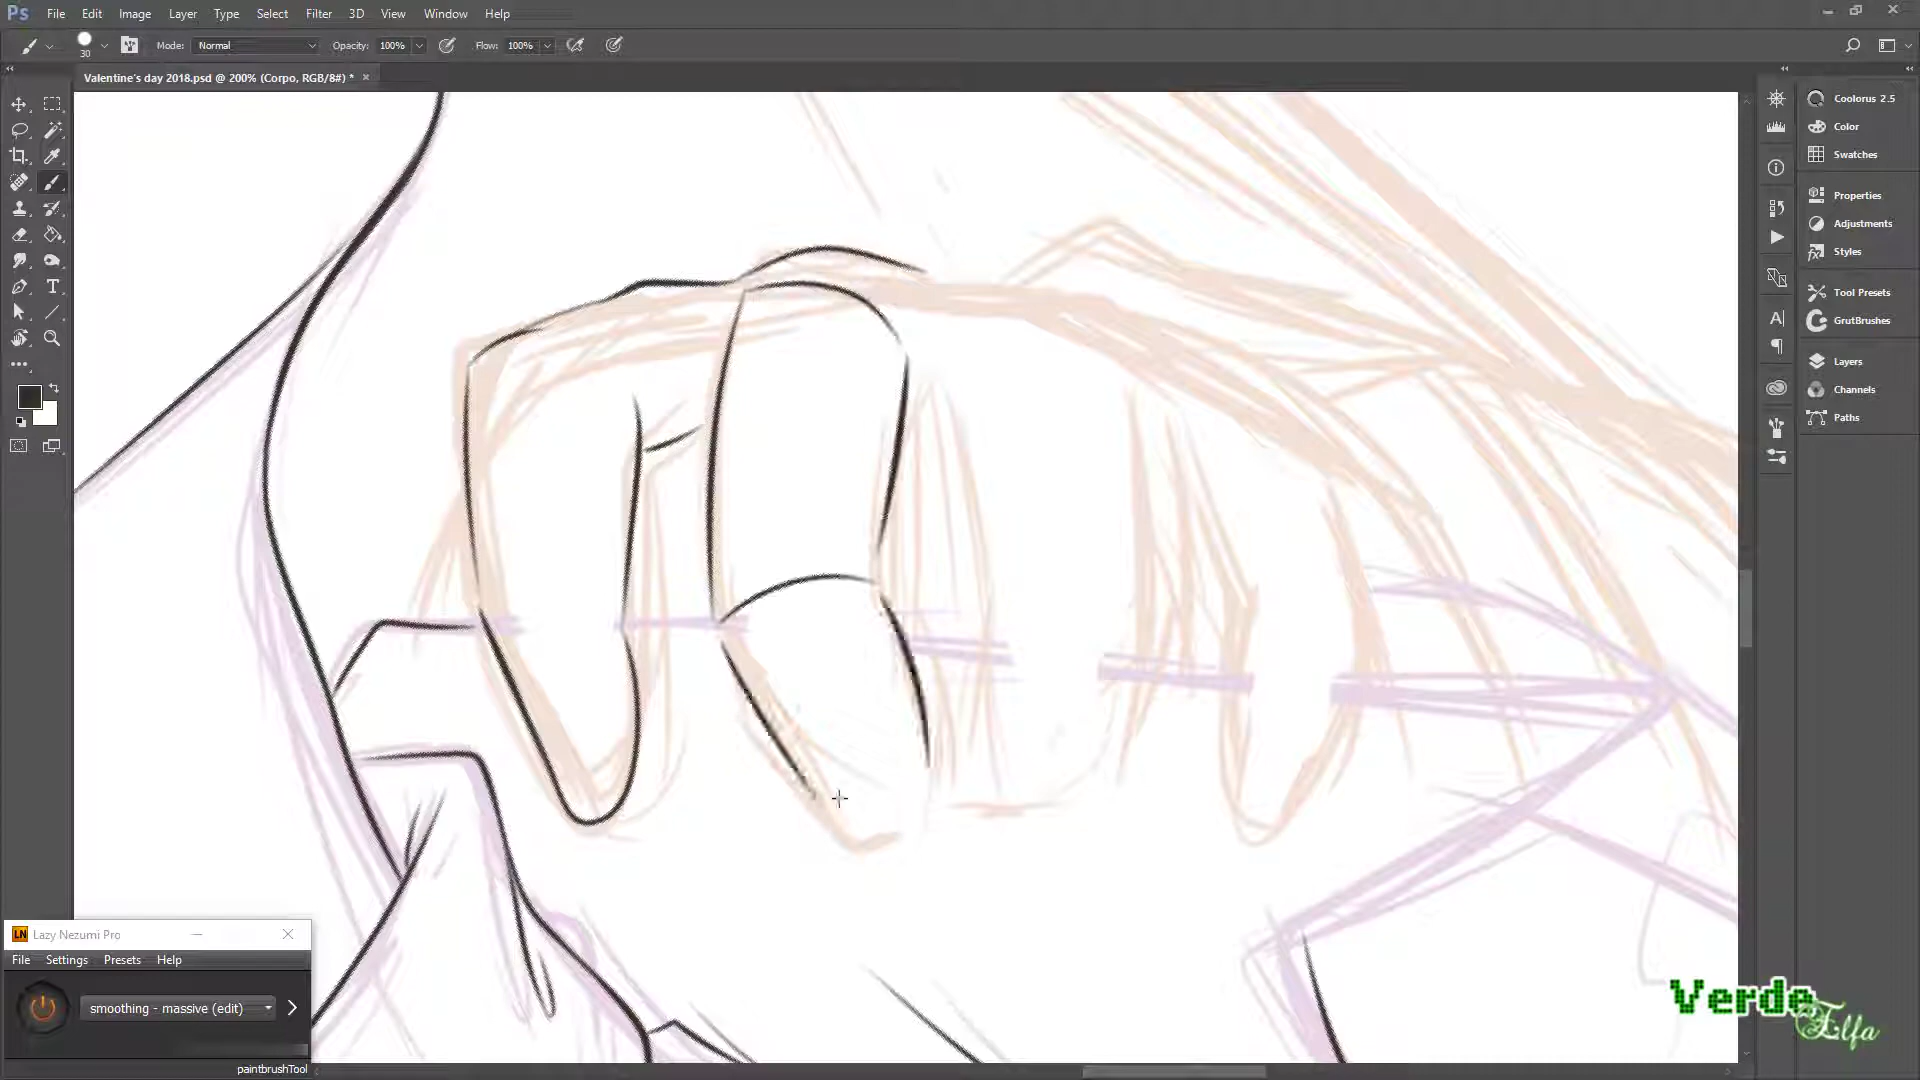 Ps File Edit Image Layer Type Select Filter 3D View Window Help
30 Mode: Normal Opacity: 100% Flow: 100%
Valentine's day 2018.psd @ 200% (Corpo, RGB/8#) * ×
Coolorus 2.5
Color
Swatches
Properties
Adjustments
Styles
Tool Presets
GrutBrushes
Layers
Channels
Paths
LN Lazy Nezumi Pro
File Settings Presets Help
smoothing - massive (edit)
paintbrushTool
Verde
Elfa